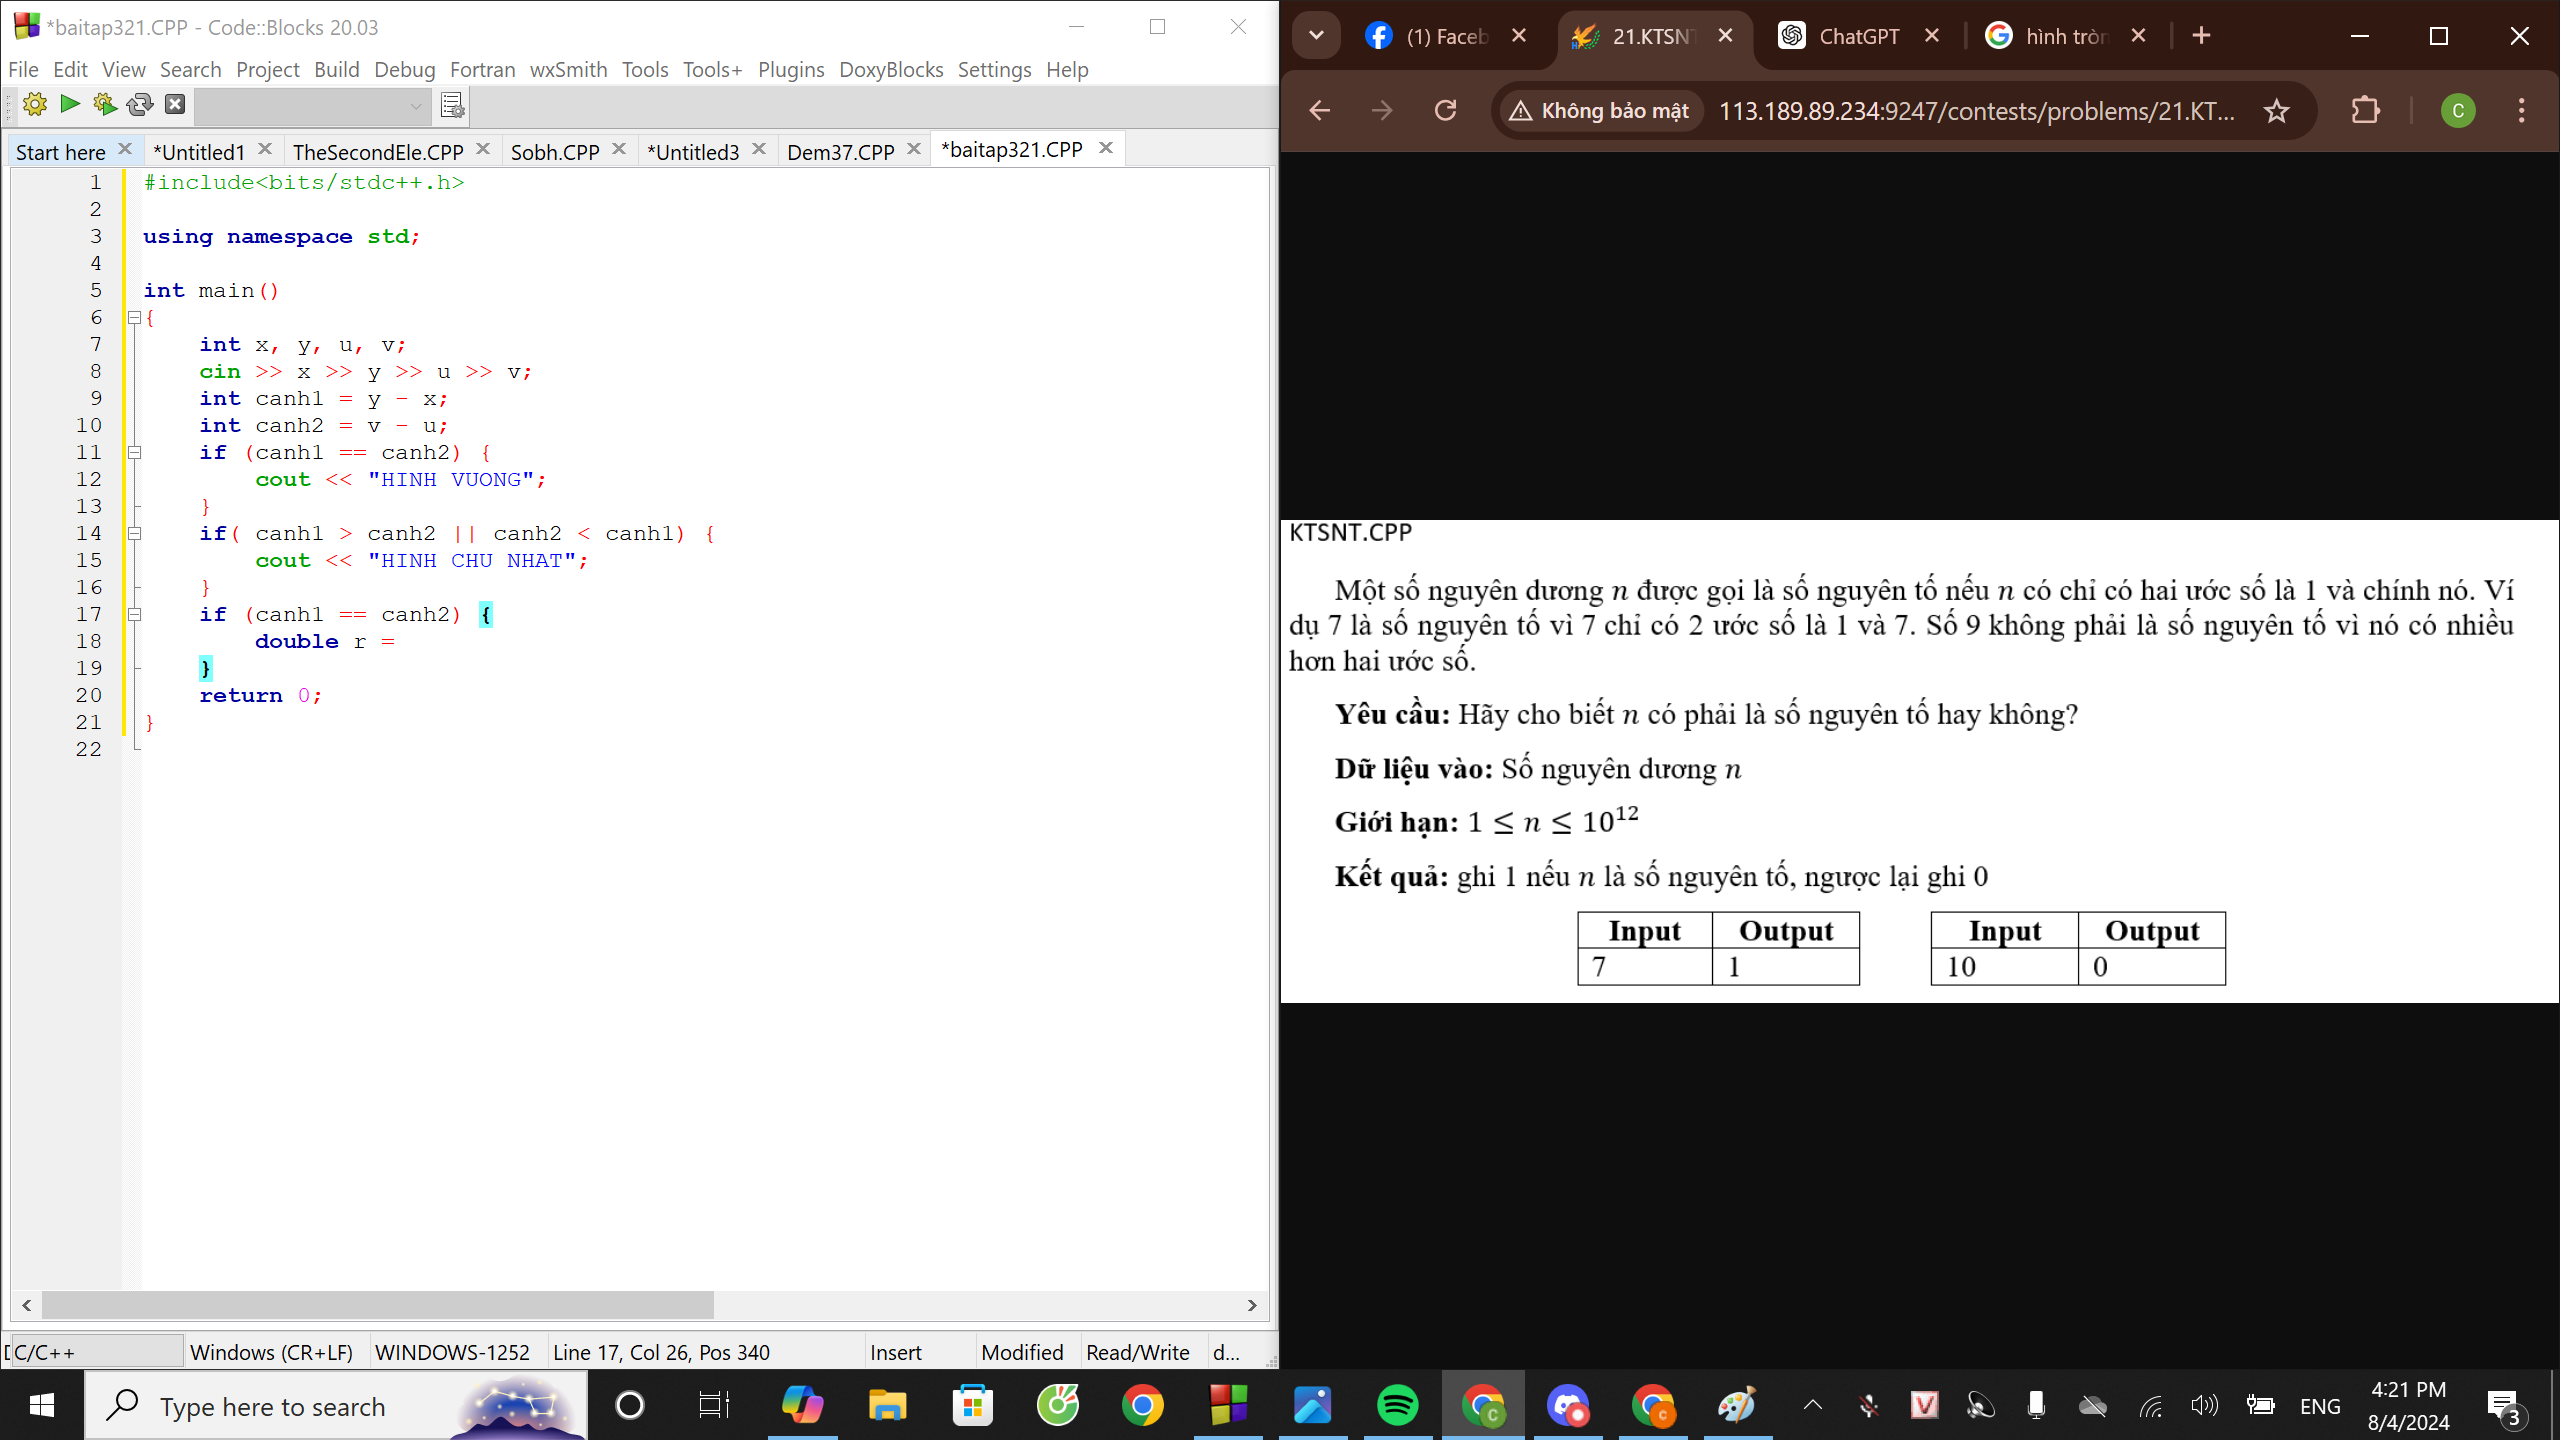 *baitap321.CPP - Code::Blocks 20.03
File Edit View Search Project Build Debug Fortran wxSmith Tools Tools+ Plugins DoxyBlocks Settings Help
Start here *Untitled1 TheSecondEle.CPP Sobh.CPP *Untitled3 Dem37.CPP *baitap321.CPP
1 #include<bits/stdc++.h>
2
3 using namespace std;
4
5 int main()
6 {
7 int x, y, u, v;
8 cin >> x >> y >> u >> v;
9 int canh1 = y - x;
10 int canh2 = v - u;
11 if (canh1 == canh2) {
12 cout << "HINH VUONG";
13 }
14 if( canh1 > canh2 || canh2 < canh1) {
15 cout << "HINH CHU NHAT";
16 }
17 if (canh1 == canh2) {
18 double r =
19 }
20 return 0;
21 }
22
C/C++ Windows (CR+LF) WINDOWS-1252 Line 17, Col 26, Pos 340 Insert Modified Read/Write d...
(1) Faceb 21.KTSNT ChatGPT hình tròn
Không bảo mật 113.189.89.234:9247/contests/problems/21.KT... C
KTSNT.CPP
Một số nguyên dương n được gọi là số nguyên tố nếu n có chỉ có hai ước số là 1 và chính nó. Ví
dụ 7 là số nguyên tố vì 7 chỉ có 2 ước số là 1 và 7. Số 9 không phải là số nguyên tố vì nó có nhiều
hơn hai ước số.
Yêu cầu: Hãy cho biết n có phải là số nguyên tố hay không?
Dữ liệu vào: Số nguyên dương n
Giới hạn: 1 ≤ n ≤ 10¹²
Kết quả: ghi 1 nếu n là số nguyên tố, ngược lại ghi 0
Input Output Input Output
7 1 10 0
Type here to search
ENG
4:21 PM
8/4/2024
3